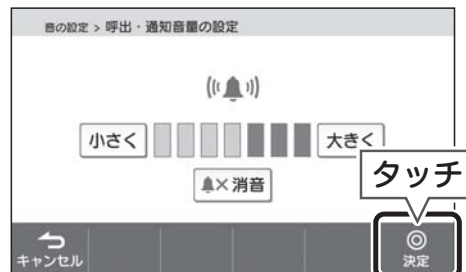 音の設定 > 呼出・通知音量の設定
小さく 大きく
タッチ
× 消音
キャンセル 決定